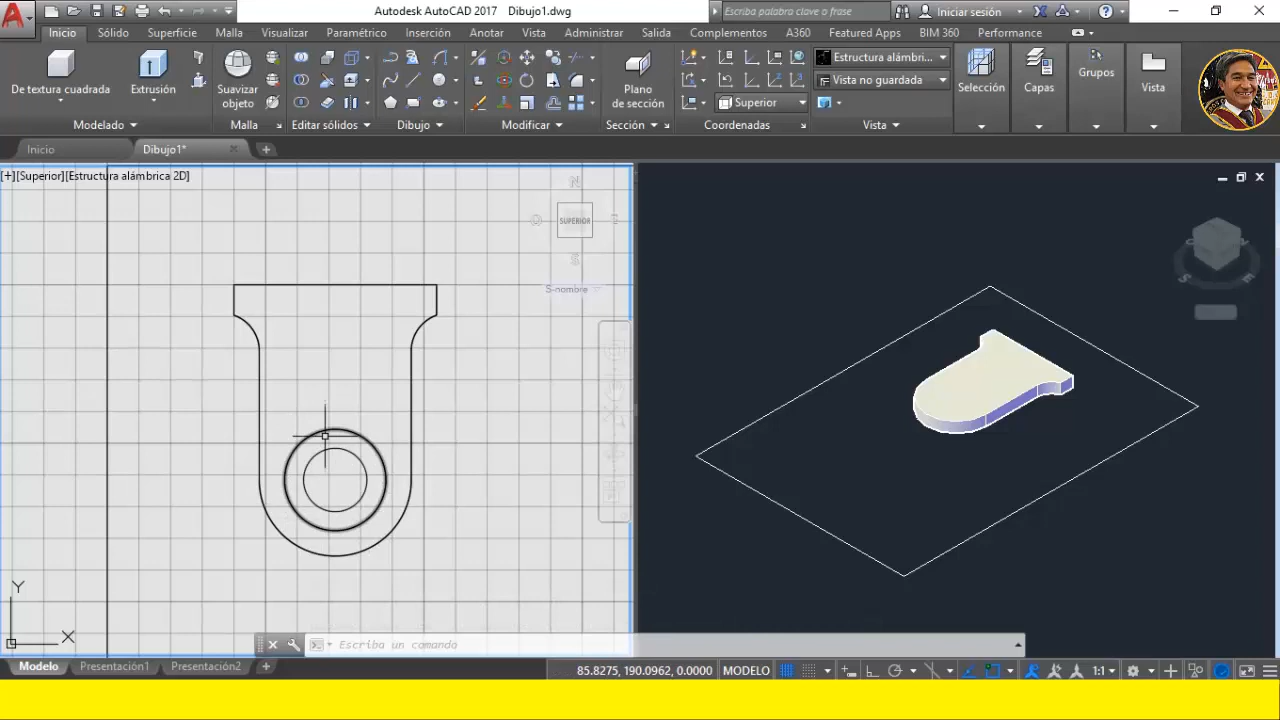 Autodesk AutoCAD 2017 Dibujo1.dwg
Escriba palabra clave o frase
Iniciar sesión
Inicio Sólido Superficie Malla Visualizar Paramétrico Inserción Anotar Vista Administrar Salida Complementos A360 Featured Apps BIM 360 Performance
De textura cuadrada
Extrusión
Suavizar objeto
Plano de sección
Estructura alámbri...
Vista no guardada
Superior
Selección
Capas
Grupos
Vista
Modelado Malla Editar sólidos Dibujo Modificar Sección Coordenadas Vista
Inicio Dibujo1*
[+][Superior][Estructura alámbrica 2D]
N
SUPERIOR
O
S
S-nombre
S E
Y
X
Escriba un comando
Modelo Presentación1 Presentación2
85.8275, 190.0962, 0.0000 MODELO 1:1